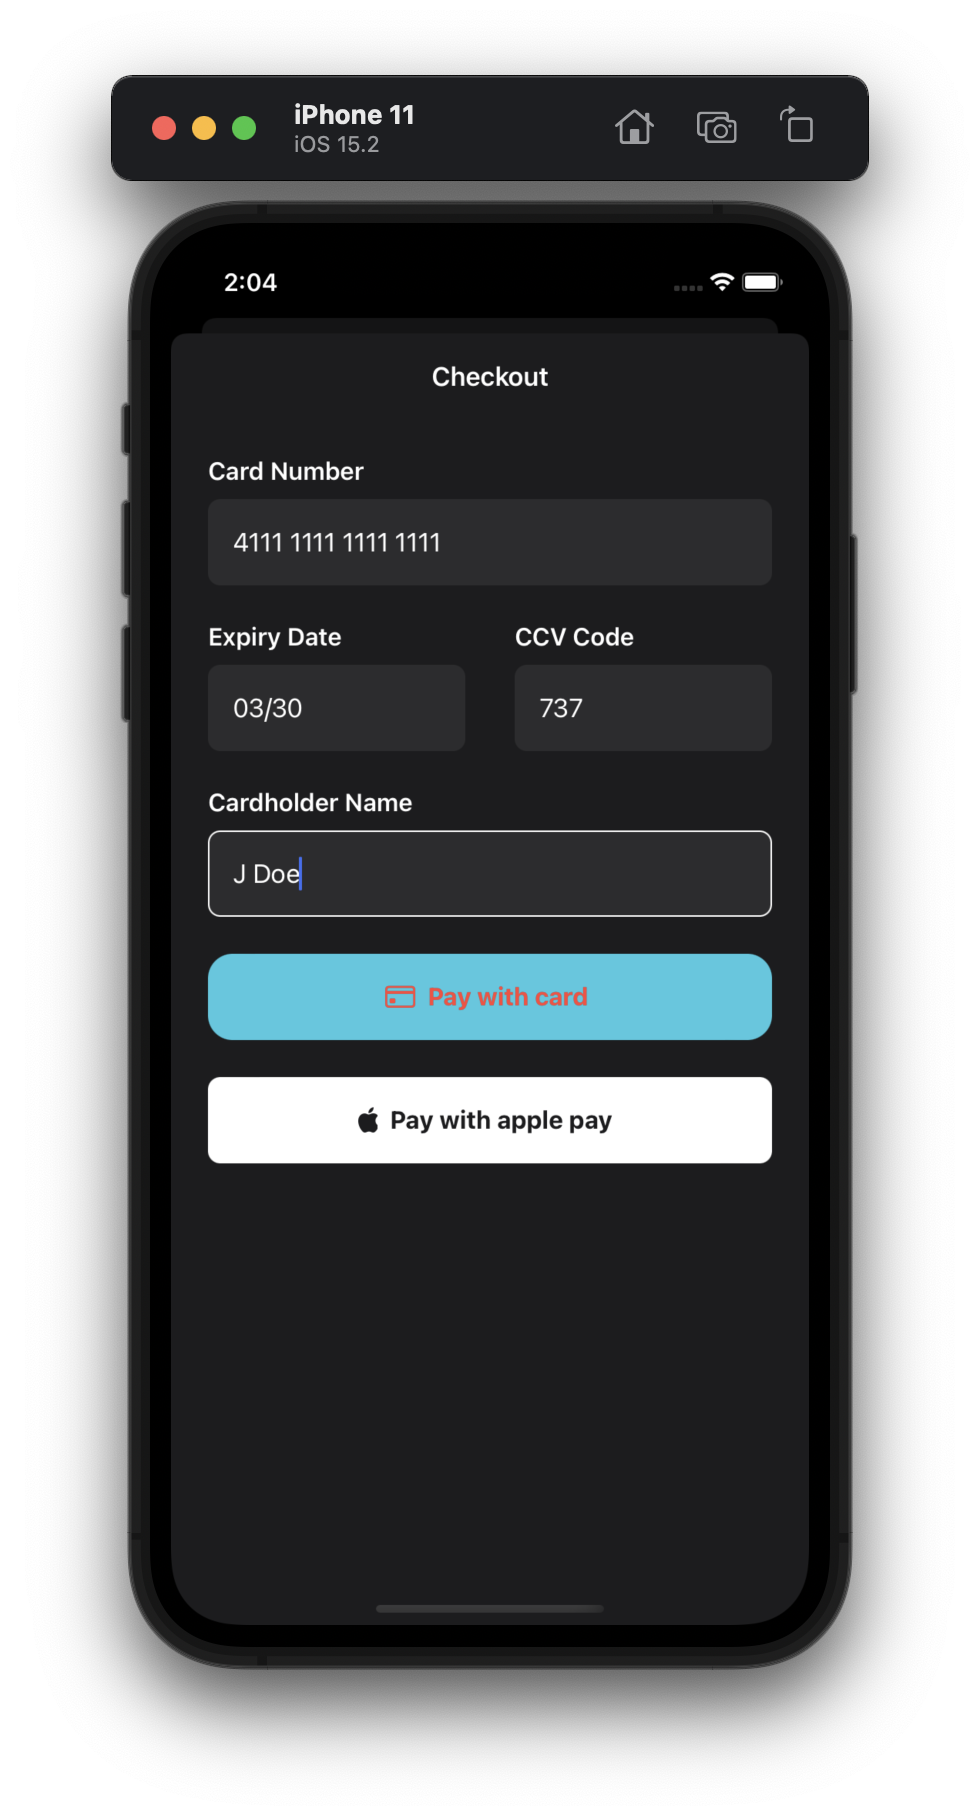 iPhone 11
iOS 15.2
2:04
Checkout
Card Number
4111 1111 1111 1111
Expiry Date CCV Code
03/30 737
Cardholder Name
J Doe
Pay with card
Pay with apple pay